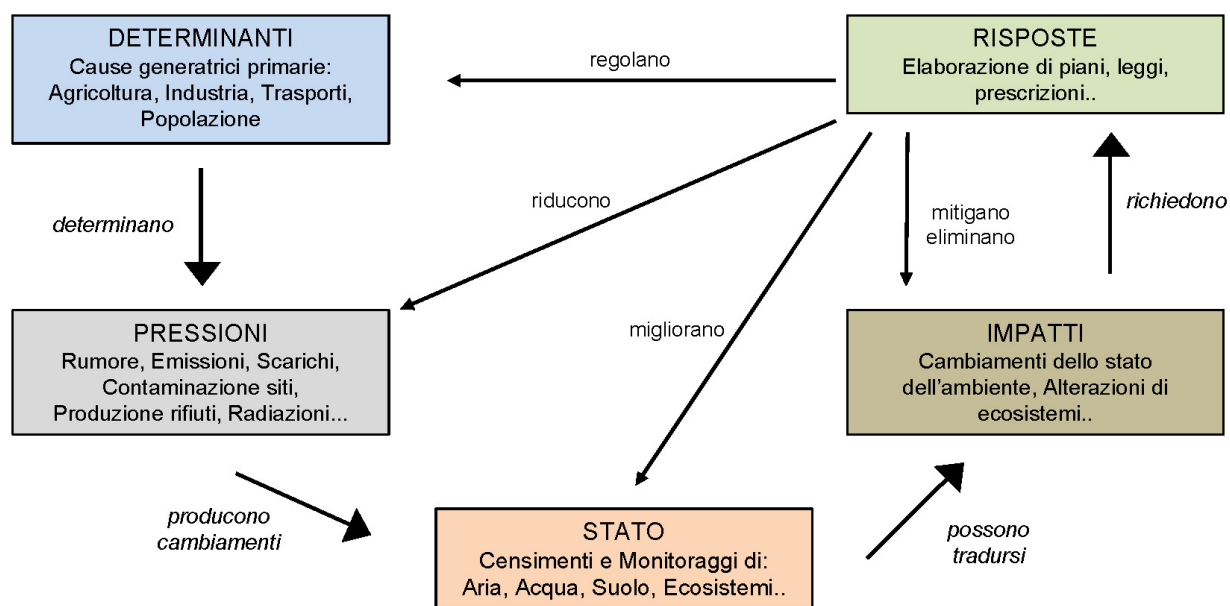 DETERMINANTI
Cause generatrici primarie:
Agricoltura, Industria, Trasporti,
Popolazione
regolano
RISPOSTE
Elaborazione di piani, leggi,
prescrizioni..
determinano
riducono
mitigano
eliminano
richiedono
PRESSIONI
Rumore, Emissioni, Scarichi,
Contaminazione siti,
Produzione rifiuti, Radiazioni...
migliorano
IMPATTI
Cambiamenti dello stato
dell'ambiente, Alterazioni di
ecosistemi..
producono
cambiamenti
STATO
Censimenti e Monitoraggi di:
Aria, Acqua, Suolo, Ecosistemi..
possono
tradursi